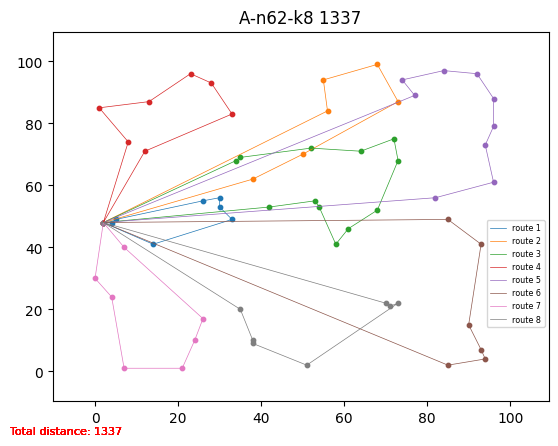 A-n62-k8 1337
100
80
60
40
20
0
0 20 40 60 80 100
route 1
route 2
route 3
route 4
route 5
route 6
route 7
route 8
Total distance: 1337